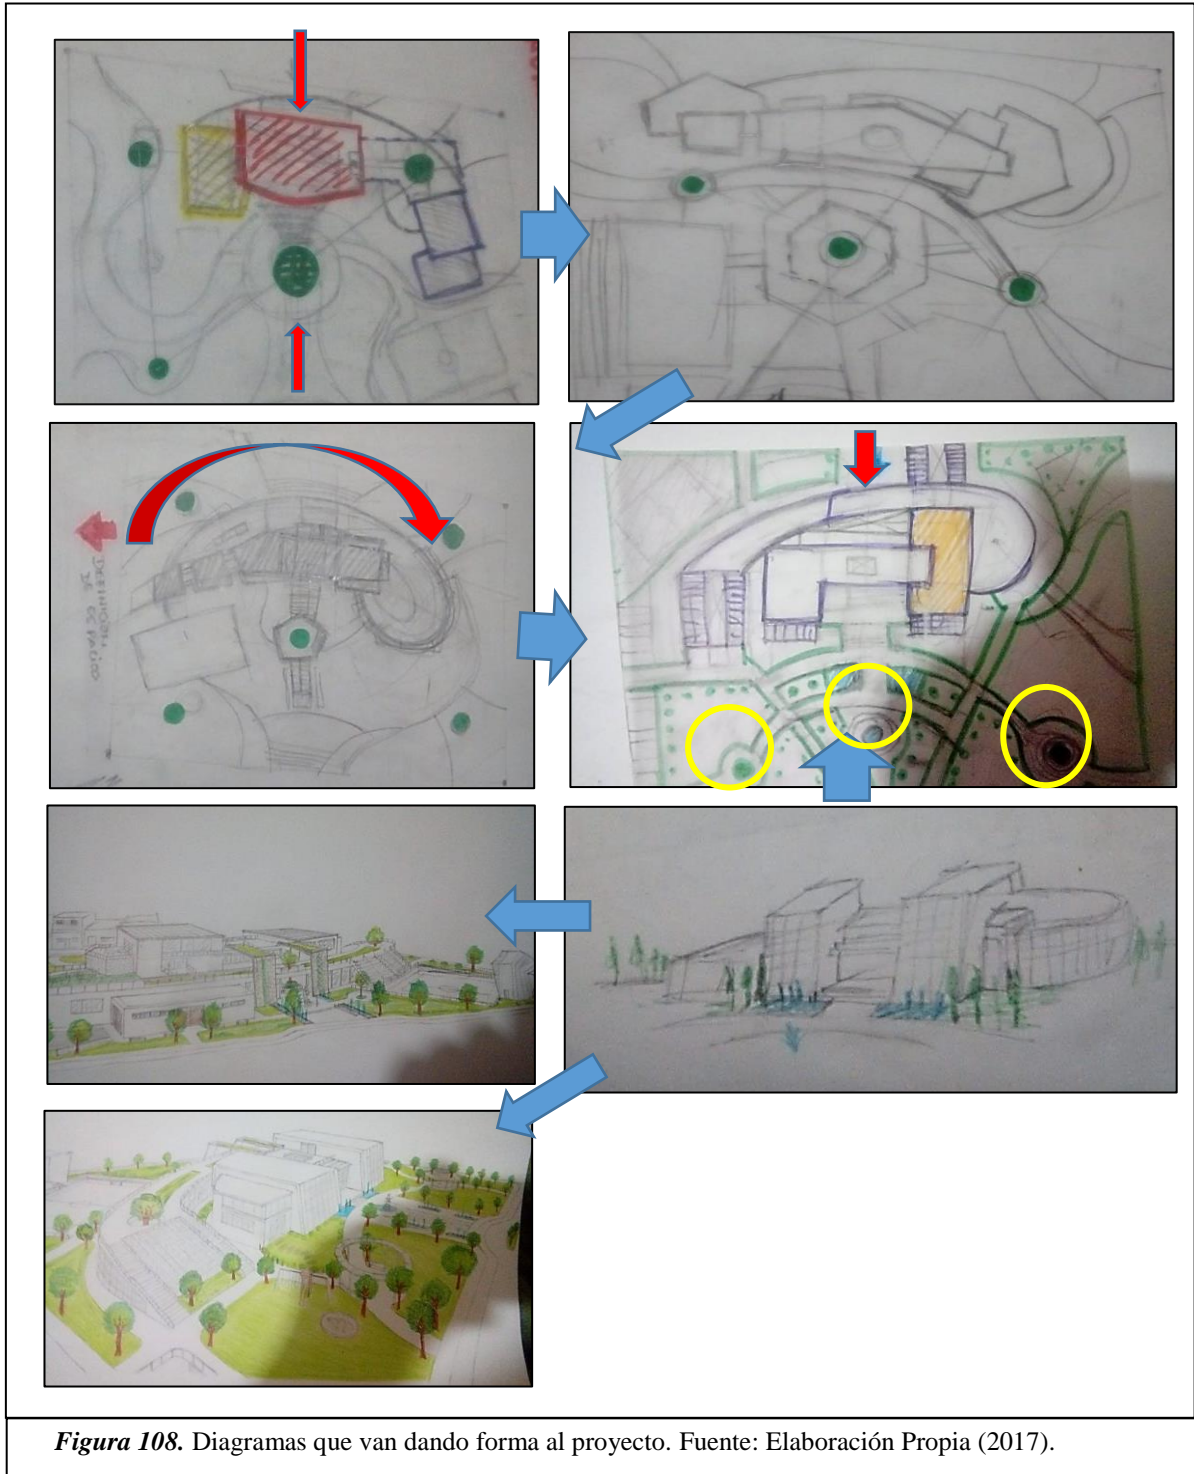 Figura 108. Diagramas que van dando forma al proyecto. Fuente: Elaboración Propia (2017).